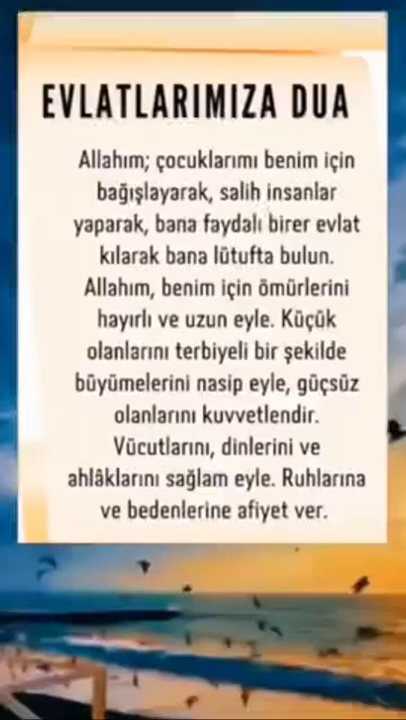 EVLATLARIMIZA DUA
Allahım; çocuklarımı benim için
bağışlayarak, salih insanlar
yaparak, bana faydalı birer evlat
kılarak bana lütufta bulun.
Allahım, benim için ömürlerini
hayırlı ve uzun eyle. Küçük
olanlarını terbiyeli bir şekilde
büyümelerini nasip eyle, güçsüz
olanlarını kuvvetlendir.
Vücutlarını, dinlerini ve
ahlâklarını sağlam eyle. Ruhlarına
ve bedenlerine afiyet ver.